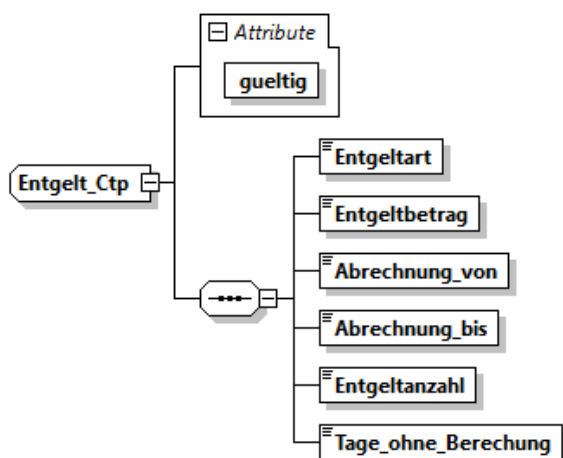 Attribute
gueltig
Entgelt_Ctp
Entgeltart
Entgeltbetrag
Abrechnung_von
Abrechnung_bis
Entgeltanzahl
Tage_ohne_Berechung